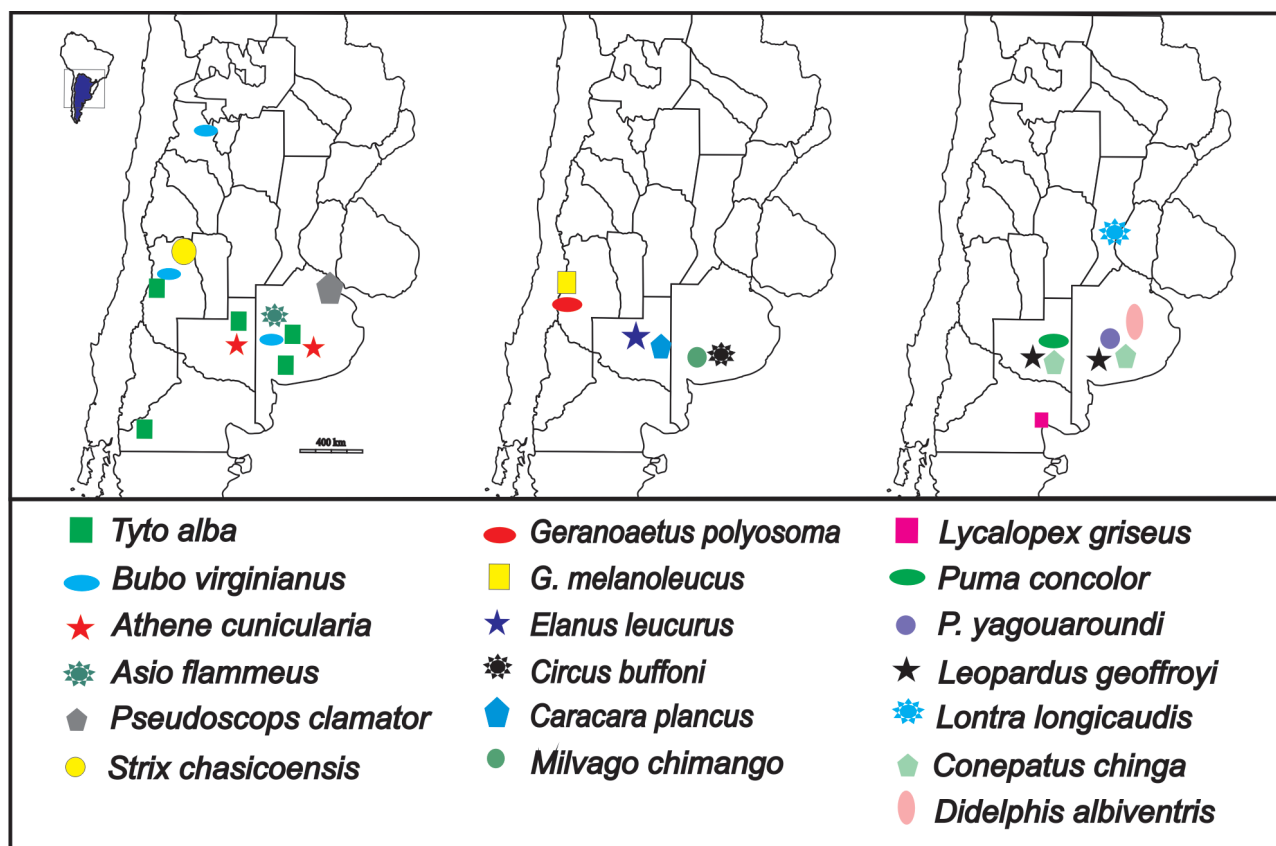 400 km
Tyto alba
Bubo virginianus
Athene cunicularia
Asio flammeus
Pseudoscops clamator
Strix chasicoensis
Geranoaetus polyosoma
G. melanoleucus
Elanus leucurus
Circus buffoni
Caracara plancus
Milvago chimango
Lycalopex griseus
Puma concolor
P. yagouaroundi
Leopardus geoffroyi
Lontra longicaudis
Conepatus chinga
Didelphis albiventris